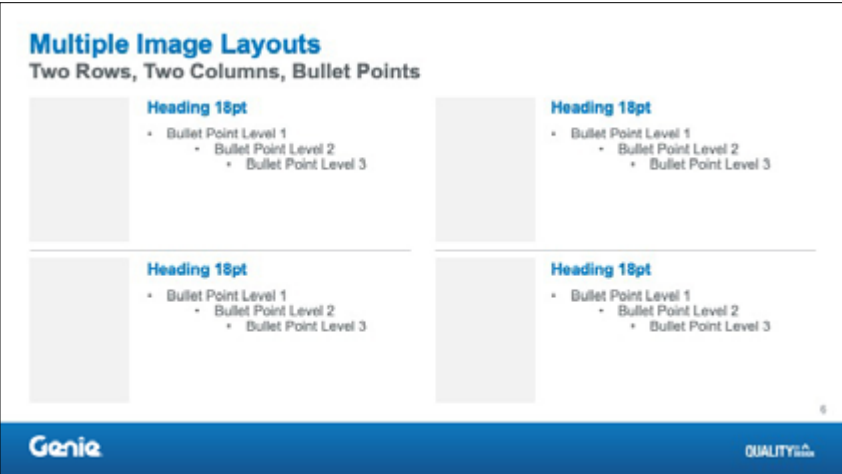 Multiple Image Layouts
Two Rows, Two Columns, Bullet Points
Heading 18pt
• Bullet Point Level 1
• Bullet Point Level 2
• Bullet Point Level 3
Heading 18pt
• Bullet Point Level 1
• Bullet Point Level 2
• Bullet Point Level 3
Heading 18pt
• Bullet Point Level 1
• Bullet Point Level 2
• Bullet Point Level 3
Heading 18pt
• Bullet Point Level 1
• Bullet Point Level 2
• Bullet Point Level 3
6
Genie
QUALITY